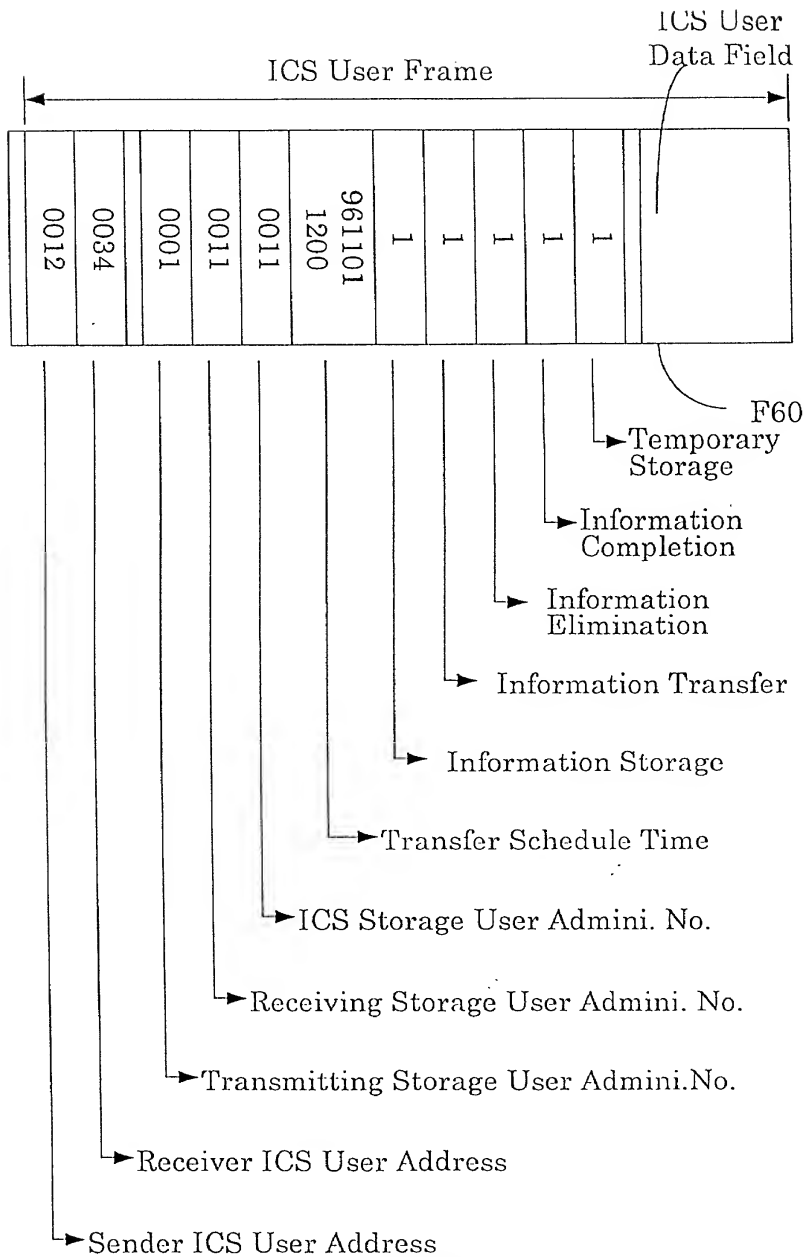 ICS User
Data Field
ICS User Frame
0012
0034
0001
0011
0011
961101
1200
1
1
1
1
1
F60
Temporary
Storage
Information
Completion
Information
Elimination
Information Transfer
Information Storage
Transfer Schedule Time
ICS Storage User Admini. No.
Receiving Storage User Admini. No.
Transmitting Storage User Admini.No.
Receiver ICS User Address
Sender ICS User Address